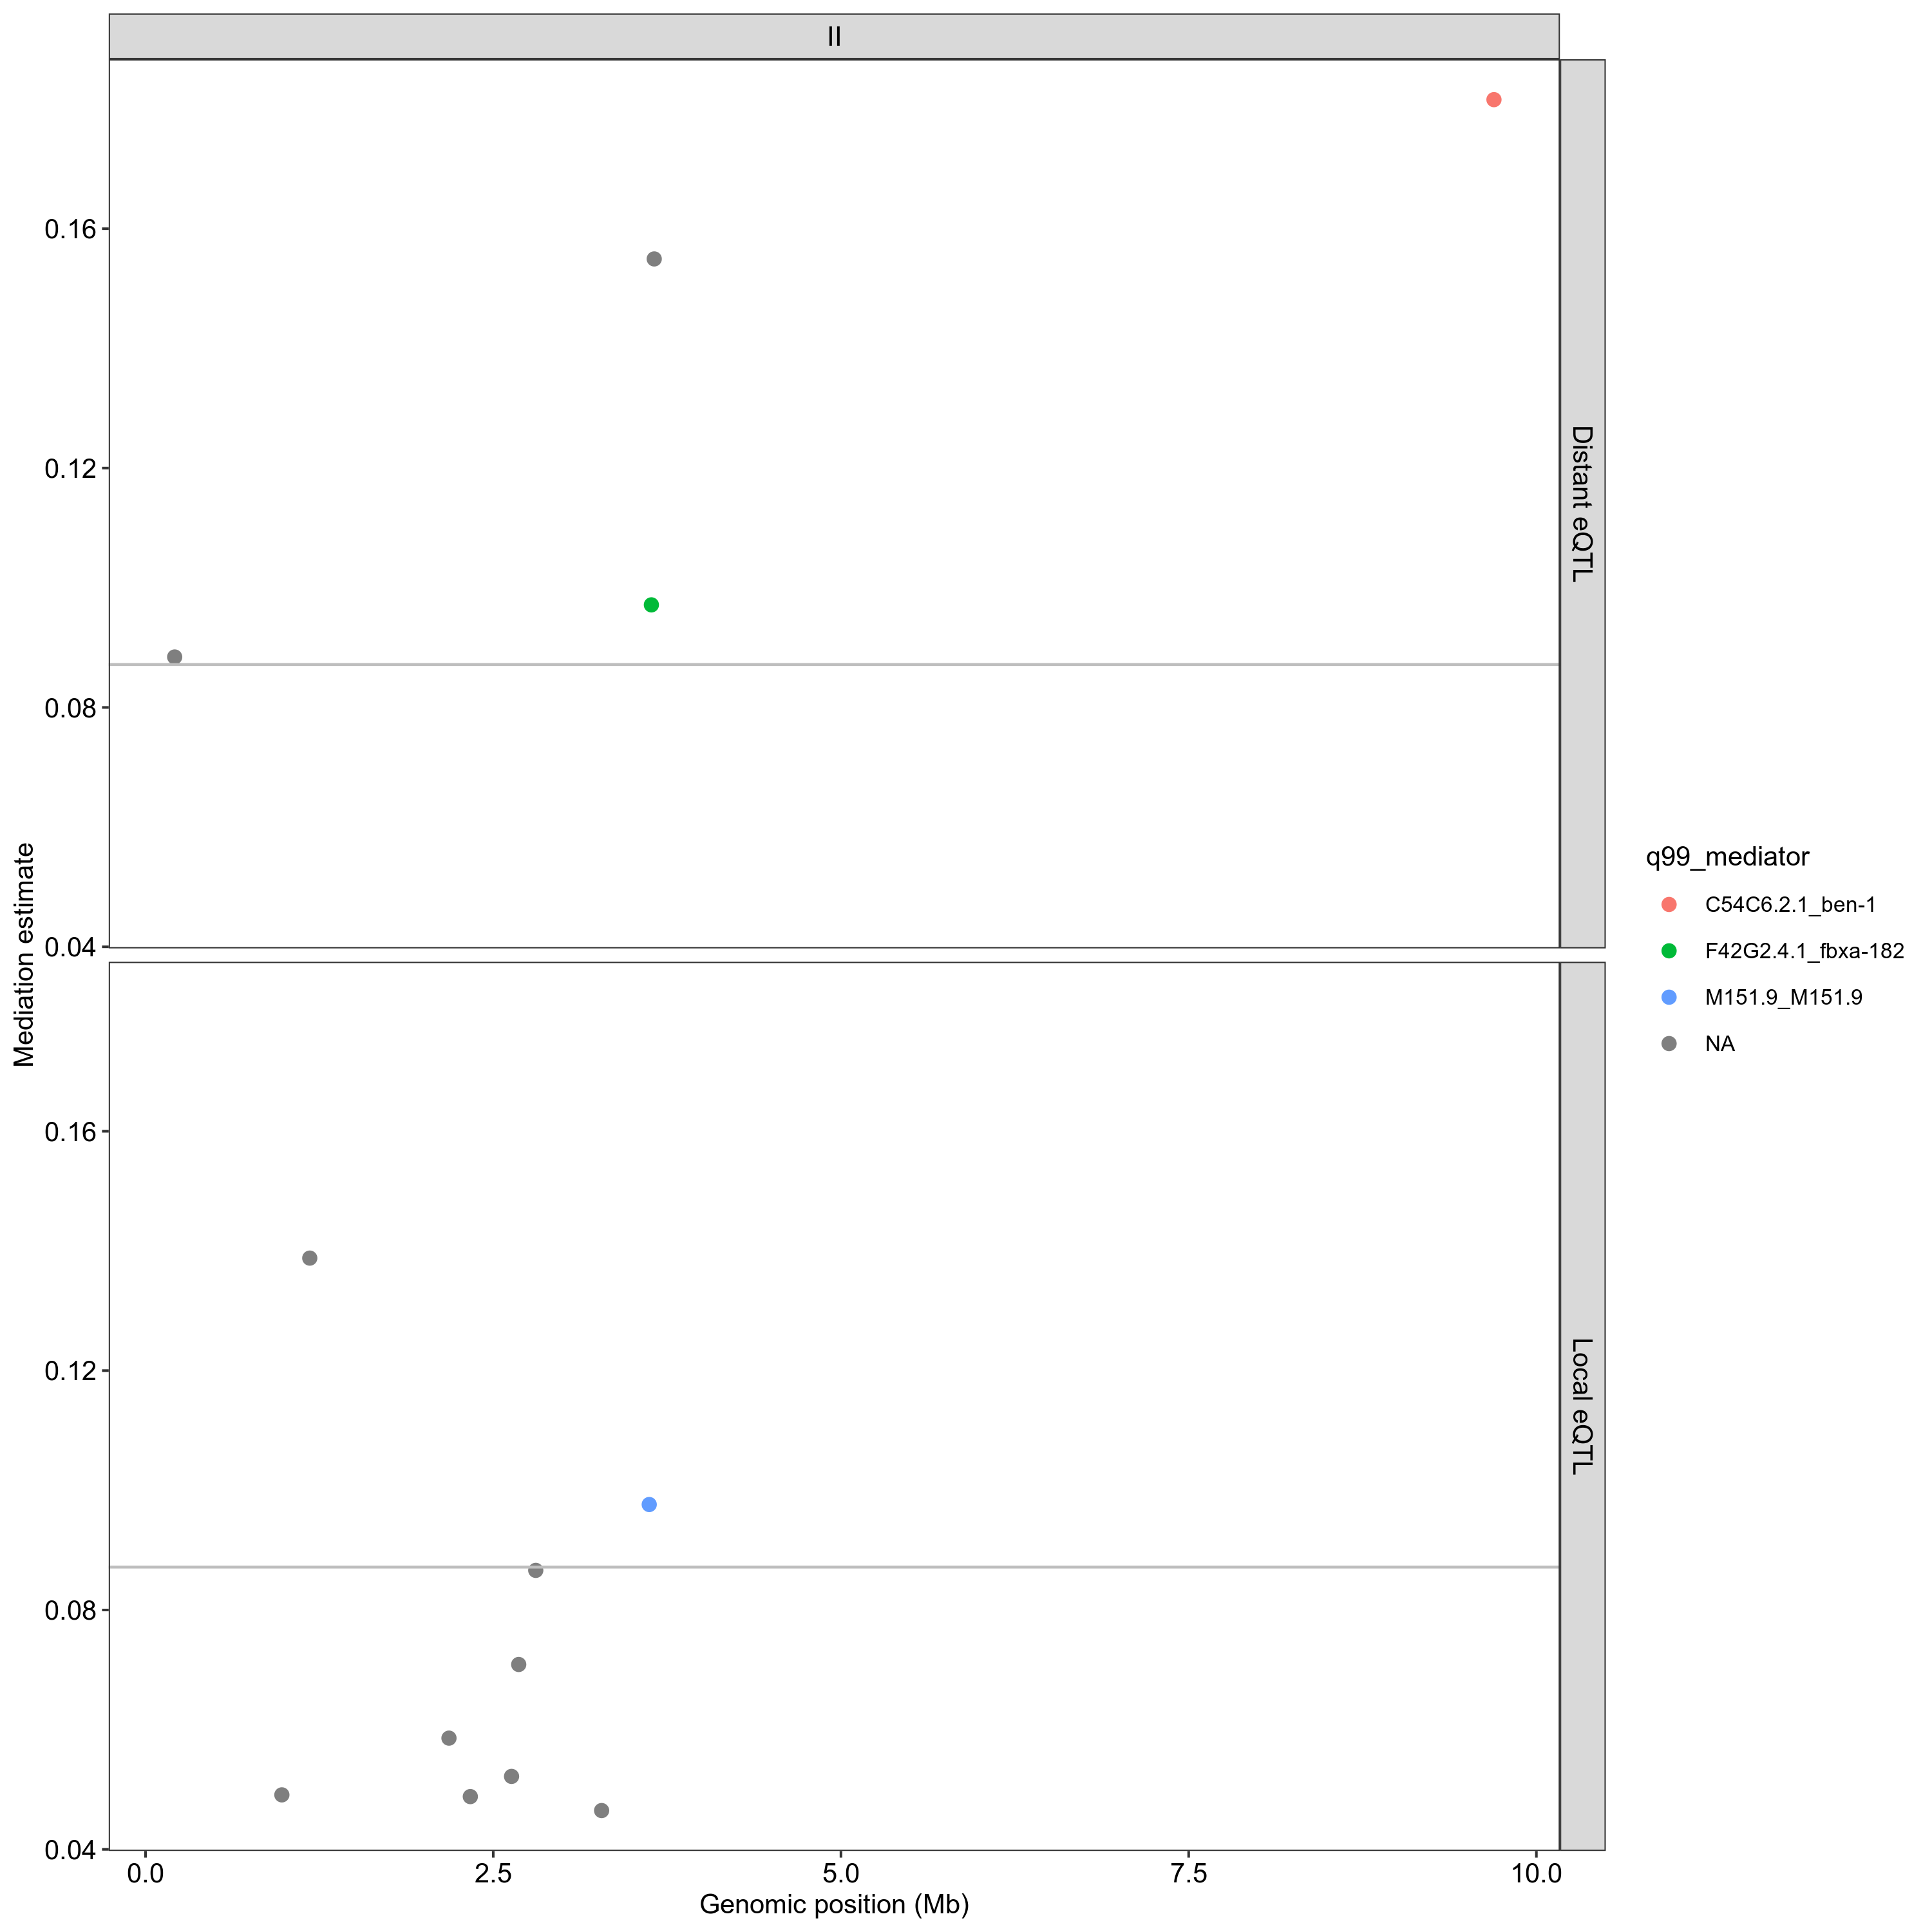 II
0.16
0.12
0.08
0.04
Distant eQTL
Mediation estimate
0.16
0.12
0.08
0.04
Local eQTL
0.0
2.5
5.0
7.5
10.0
Genomic position (Mb)
q99_mediator
C54C6.2.1_ben-1
F42G2.4.1_fbxa-182
M151.9_M151.9
NA